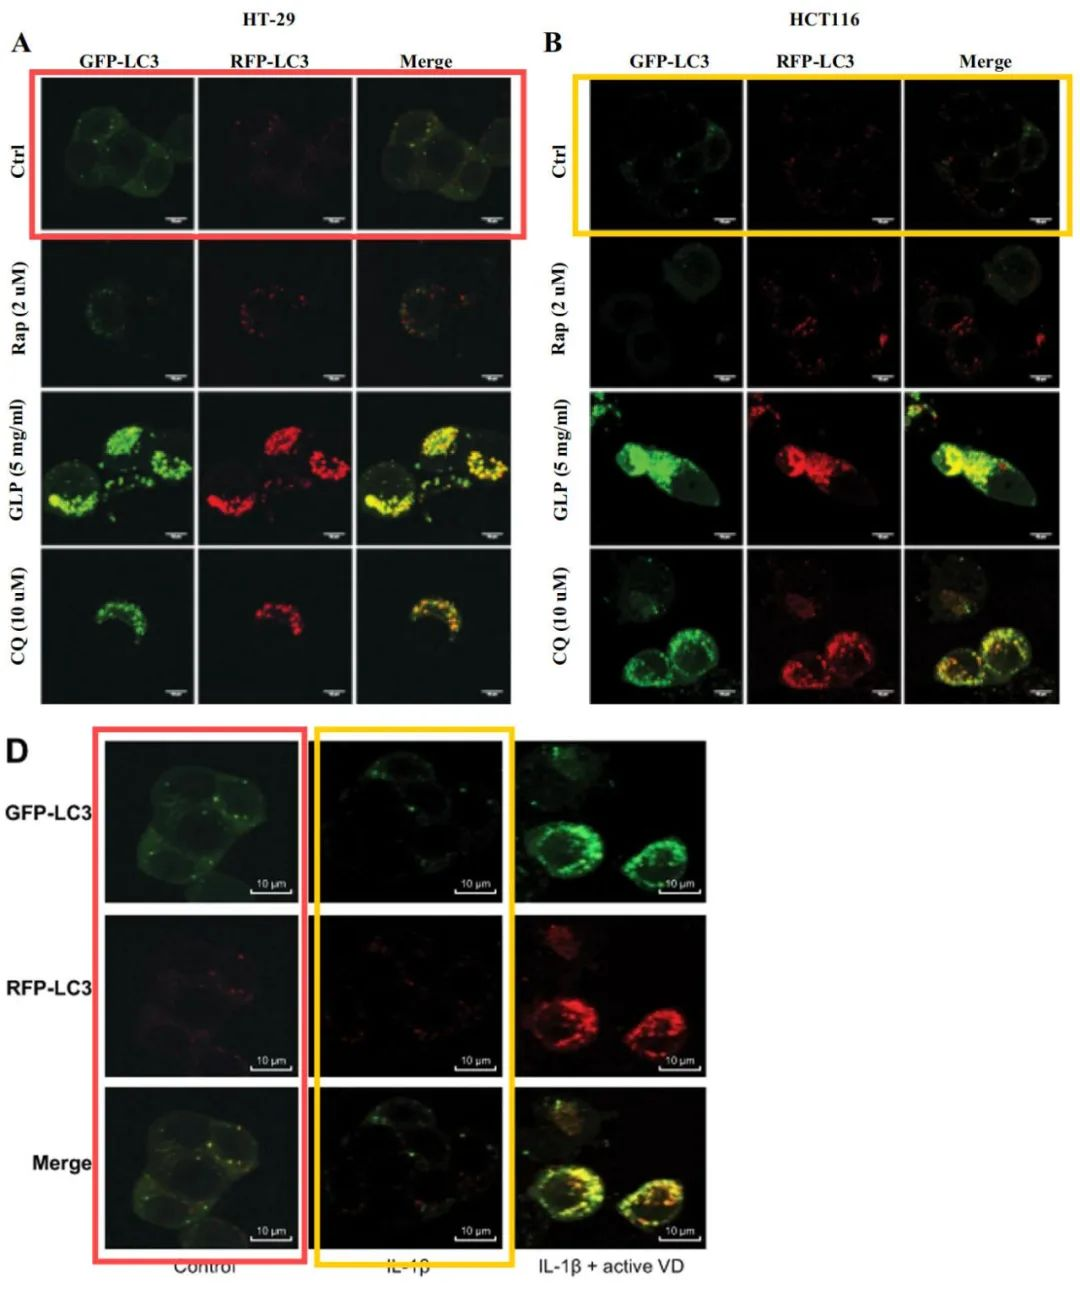 HT-29
HCT116
A
B
GFP-LC3 RFP-LC3 Merge
GFP-LC3 RFP-LC3 Merge
Ctrl
Ctrl
Rap (2 uM)
Rap (2 uM)
GLP (5 mg/ml)
GLP (5 mg/ml)
CQ (10 uM)
CQ (10 uM)
D
GFP-LC3
10 μm 10 μm 10 μm
RFP-LC3
10 μm 10 μm 10 μm
Merge
10 μm 10 μm 10 μm
Control IL-1β IL-1β + active VD